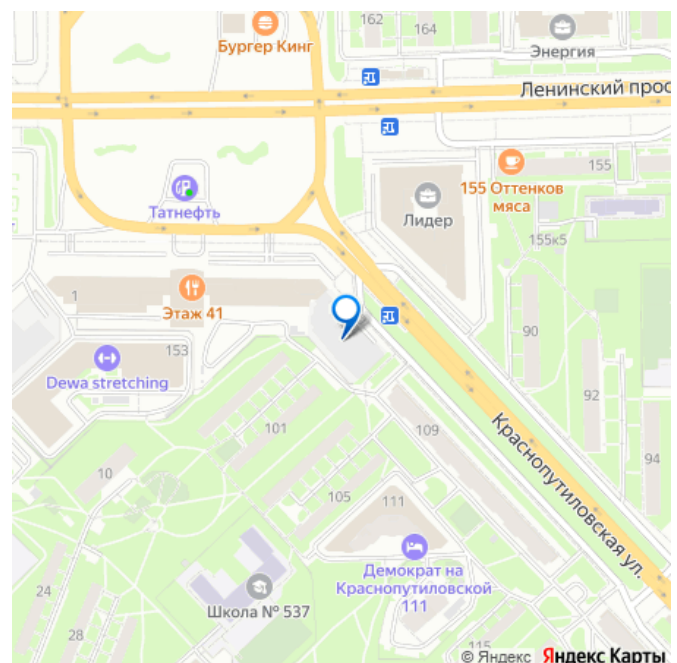 162
164
Бургер Кинг
Энергия
Ленинский прос
155
155 Оттенков
мяса
Татнефть
Лидер
155к5
1
Этаж 41
153
90
Dewa stretching
92
101
109
Краснопутиловская ул.
94
10
105
111
Демократ на
Краснопутиловской
111
24
Школа № 537
28
115
© Яндекс Яндекс Карты